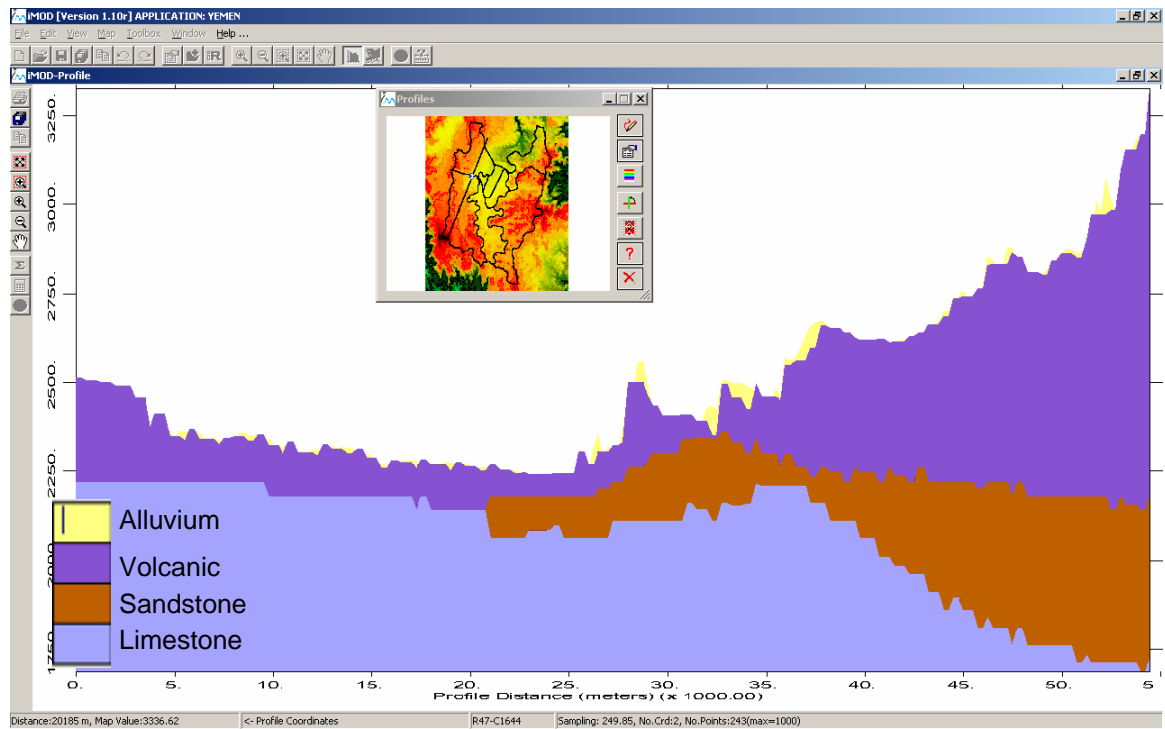 iMOD [Version 1.10r] APPLICATION: YEMEN
File Edit View Map Toolbox Window Help ...
iMOD-Profile
Profiles
3250.
3000.
2750.
2500.
2250.
Alluvium
Volcanic
Sandstone
Limestone
0. 5. 10. 15. 20. 25. 30. 35. 40. 45. 50. 5
Profile Distance (meters) (x 1000.00)
Distance:20185 m, Map Value:3336.62 <- Profile Coordinates R47-C1644 Sampling: 249.85, No.Crd:2, No.Points:243(max=1000)